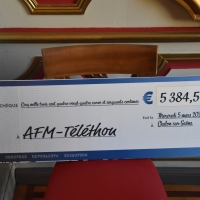 CHÈQUE Cinq mille trois cent quatre vingt quatre euros et cinquante centimes € 5 384,5
à AFM-Téléthon
Mercredi 5 mars 20
à Chalon-sur-Saône